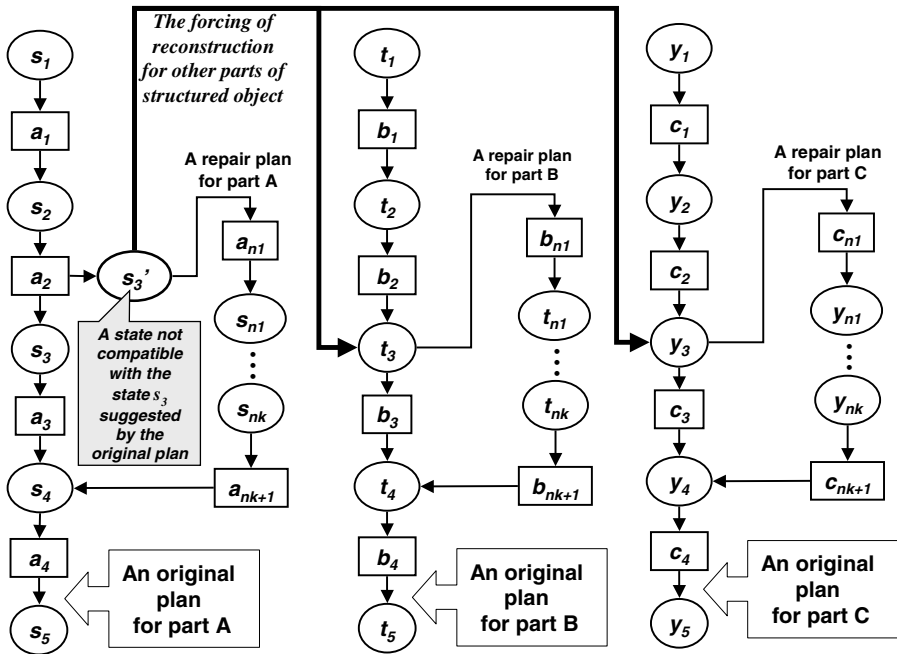 The forcing of
reconstruction
for other parts of
structured object
s1
a1
s2
a2
s3
a3
s4
a4
s5
s3'
A state not
compatible
with the
state s3
suggested
by the
original plan
A repair plan
for part A
an1
sn1
snk
ank+1
An original
plan
for part A
t1
b1
t2
b2
t3
b3
t4
b4
t5
A repair plan
for part B
bn1
tn1
tnk
bnk+1
An original
plan
for part B
y1
c1
y2
c2
y3
c3
y4
c4
y5
A repair plan
for part C
cn1
yn1
ynk
cnk+1
An original
plan
for part C